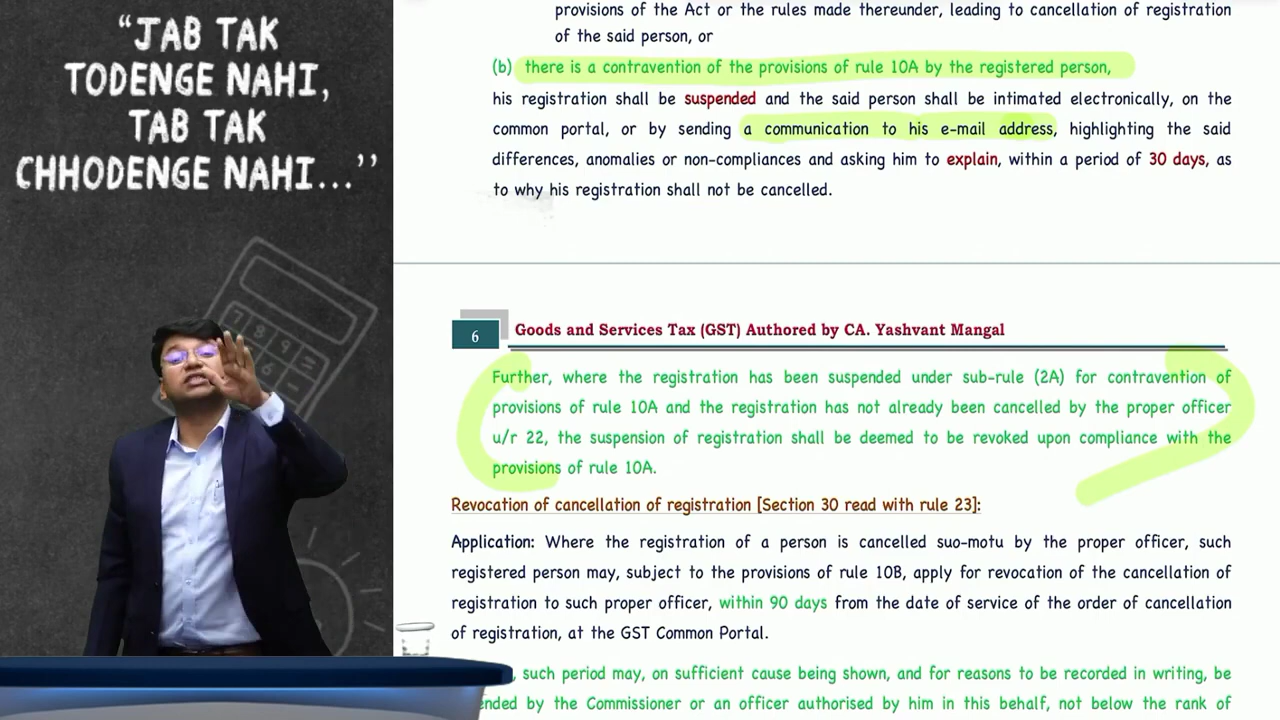 “JAB TAK
TODENGE NAHI,
TAB TAK
CHHODENGE NAHI...’’
provisions of the Act or the rules made thereunder, leading to cancellation of registration
of the said person, or
(b) there is a contravention of the provisions of rule 10A by the registered person,
his registration shall be suspended and the said person shall be intimated electronically, on the
common portal, or by sending a communication to his e-mail address, highlighting the said
differences, anomalies or non-compliances and asking him to explain, within a period of 30 days, as
to why his registration shall not be cancelled.
6 Goods and Services Tax (GST) Authored by CA. Yashvant Mangal
Further, where the registration has been suspended under sub-rule (2A) for contravention of
provisions of rule 10A and the registration has not already been cancelled by the proper officer
u/r 22, the suspension of registration shall be deemed to be revoked upon compliance with the
provisions of rule 10A.
Revocation of cancellation of registration [Section 30 read with rule 23]:
Application: Where the registration of a person is cancelled suo-motu by the proper officer, such
registered person may, subject to the provisions of rule 10B, apply for revocation of the cancellation of
registration to such proper officer, within 90 days from the date of service of the order of cancellation
of registration, at the GST Common Portal.
, such period may, on sufficient cause being shown, and for reasons to be recorded in writing, be
by the Commissioner or an officer authorised by him in this behalf, not below the rank of